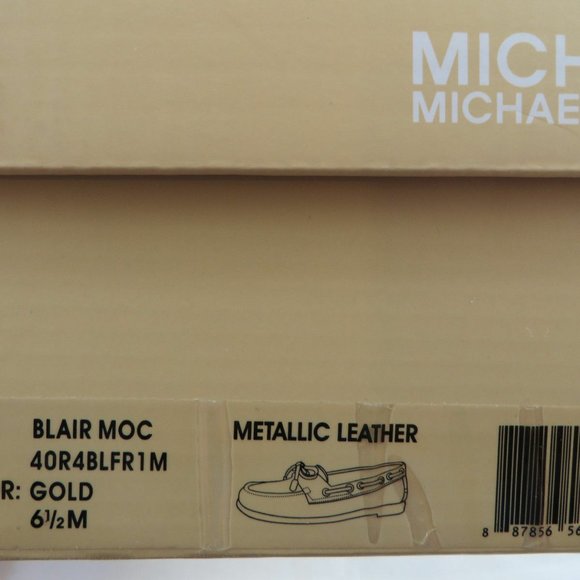 MICH
MICHAE
BLAIR MOC
METALLIC LEATHER
40R4BLFR1M
R: GOLD
6½M
8 87856 56